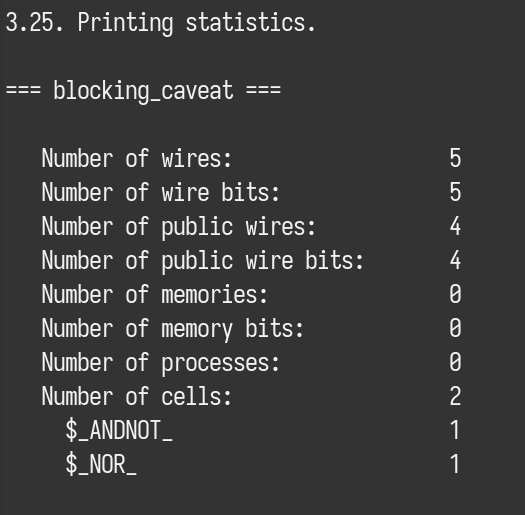 3.25. Printing statistics.
=== blocking_caveat ===
Number of wires: 5
Number of wire bits: 5
Number of public wires: 4
Number of public wire bits: 4
Number of memories: 0
Number of memory bits: 0
Number of processes: 0
Number of cells: 2
$_ANDNOT_ 1
$_NOR_ 1